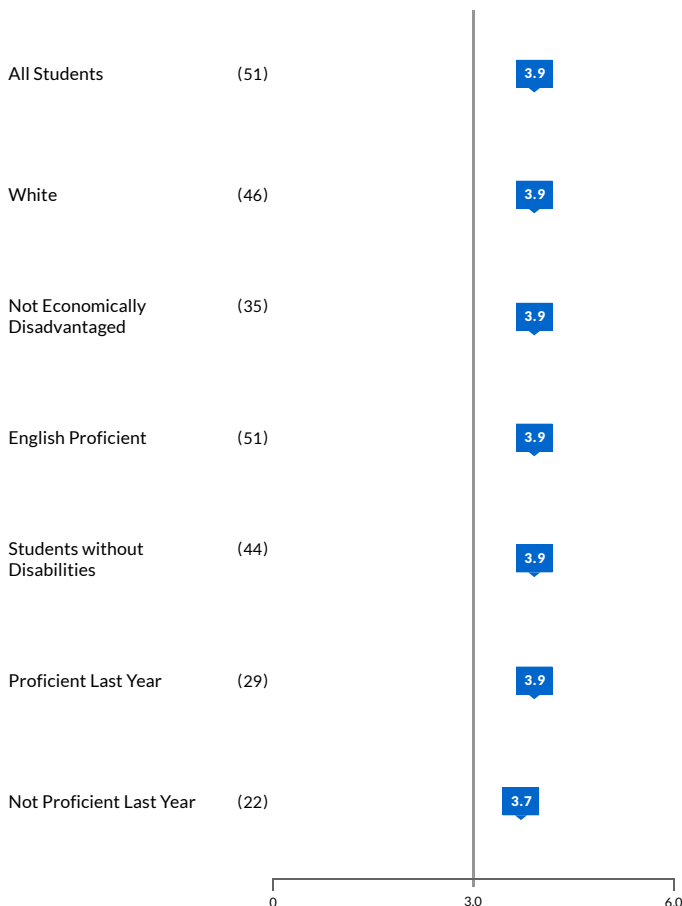 All Students (51) 3.9
White (46) 3.9
Not Economically (35)
Disadvantaged 3.9
English Proficient (51) 3.9
Students without (44)
Disabilities 3.9
Proficient Last Year (29) 3.9
Not Proficient Last Year (22) 3.7
0 3.0 6.0